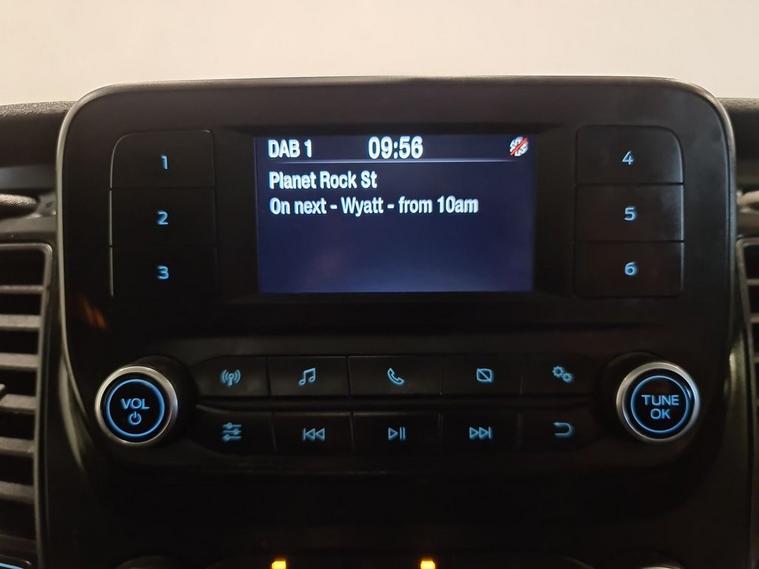 DAB 1 09:56
Planet Rock St
On next - Wyatt - from 10am
1
2
3
4
5
6
VOL
TUNE
OK